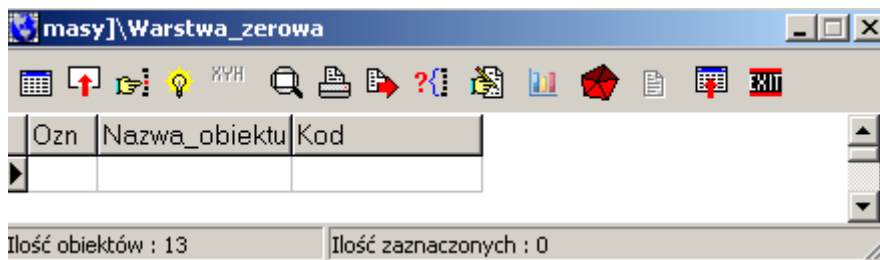 masy]\Warstwa_zerowa
XYH
?{
EXIT
Ozn Nazwa_obiektu Kod
Ilość obiektów : 13 Ilość zaznaczonych : 0